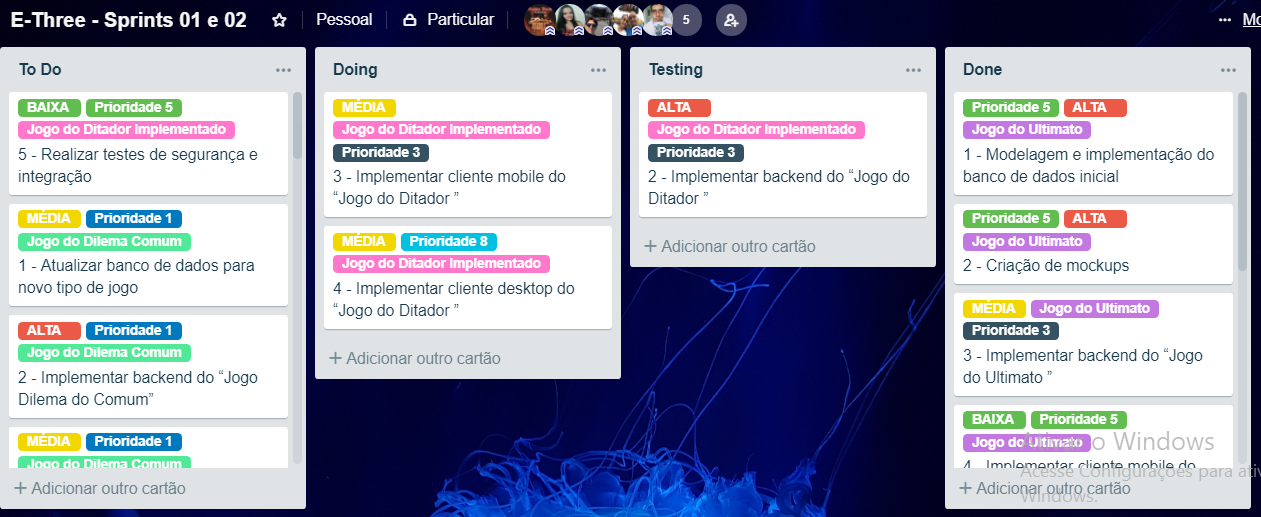 E-Three - Sprints 01 e 02
Pessoal
Particular
5
Mo
To Do
BAIXA Prioridade 5
Jogo do Ditador Implementado
5 - Realizar testes de segurança e
integração
MÉDIA Prioridade 1
Jogo do Dilema Comum
1 - Atualizar banco de dados para
novo tipo de jogo
ALTA Prioridade 1
Jogo do Dilema Comum
2 - Implementar backend do “Jogo
Dilema do Comum”
MÉDIA Prioridade 1
Jogo do Dilema Comum
+ Adicionar outro cartão
Doing
MÉDIA
Jogo do Ditador Implementado
Prioridade 3
3 - Implementar cliente mobile do
“Jogo do Ditador ”
MÉDIA Prioridade 8
Jogo do Ditador Implementado
4 - Implementar cliente desktop do
“Jogo do Ditador ”
+ Adicionar outro cartão
Testing
ALTA
Jogo do Ditador Implementado
Prioridade 3
2 - Implementar backend do “Jogo do
Ditador ”
+ Adicionar outro cartão
Done
Prioridade 5 ALTA
Jogo do Ultimato
1 - Modelagem e implementação do
banco de dados inicial
Prioridade 5 ALTA
Jogo do Ultimato
2 - Criação de mockups
MÉDIA Jogo do Ultimato
Prioridade 3
3 - Implementar backend do “Jogo
do Ultimato ”
BAIXA Prioridade 5
Jogo do Ultimato
4 - Implementar cliente mobile do
+ Adicionar outro cartão
Ativar o Windows
Acesse Configurações para ativ
Windows.